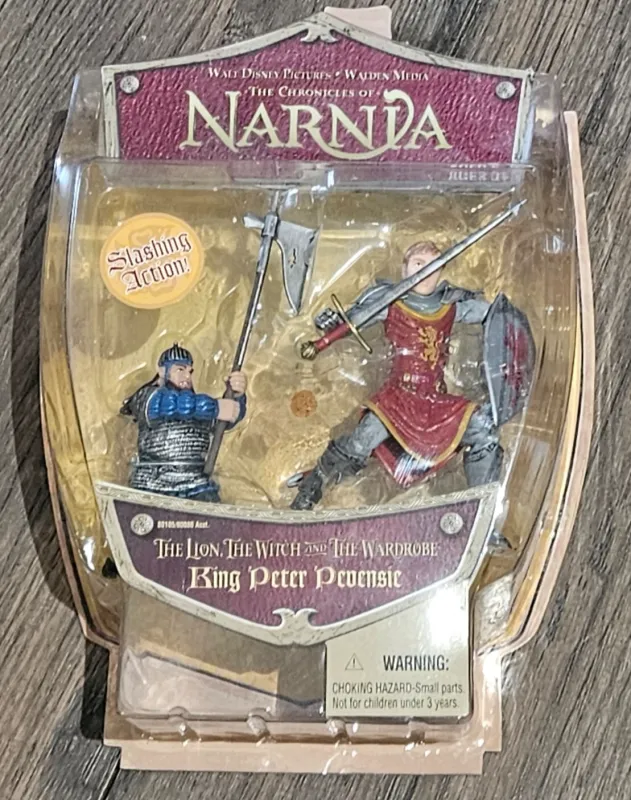 WALT DISNEY PICTURES • WALDEN MEDIA
• THE CHRONICLES OF •
NARNIA
Slashing
Action!
THE LION, THE WITCH AND THE WARDROBE
King Peter Pevensie
⚠ WARNING:
CHOKING HAZARD-Small parts.
Not for children under 3 years.